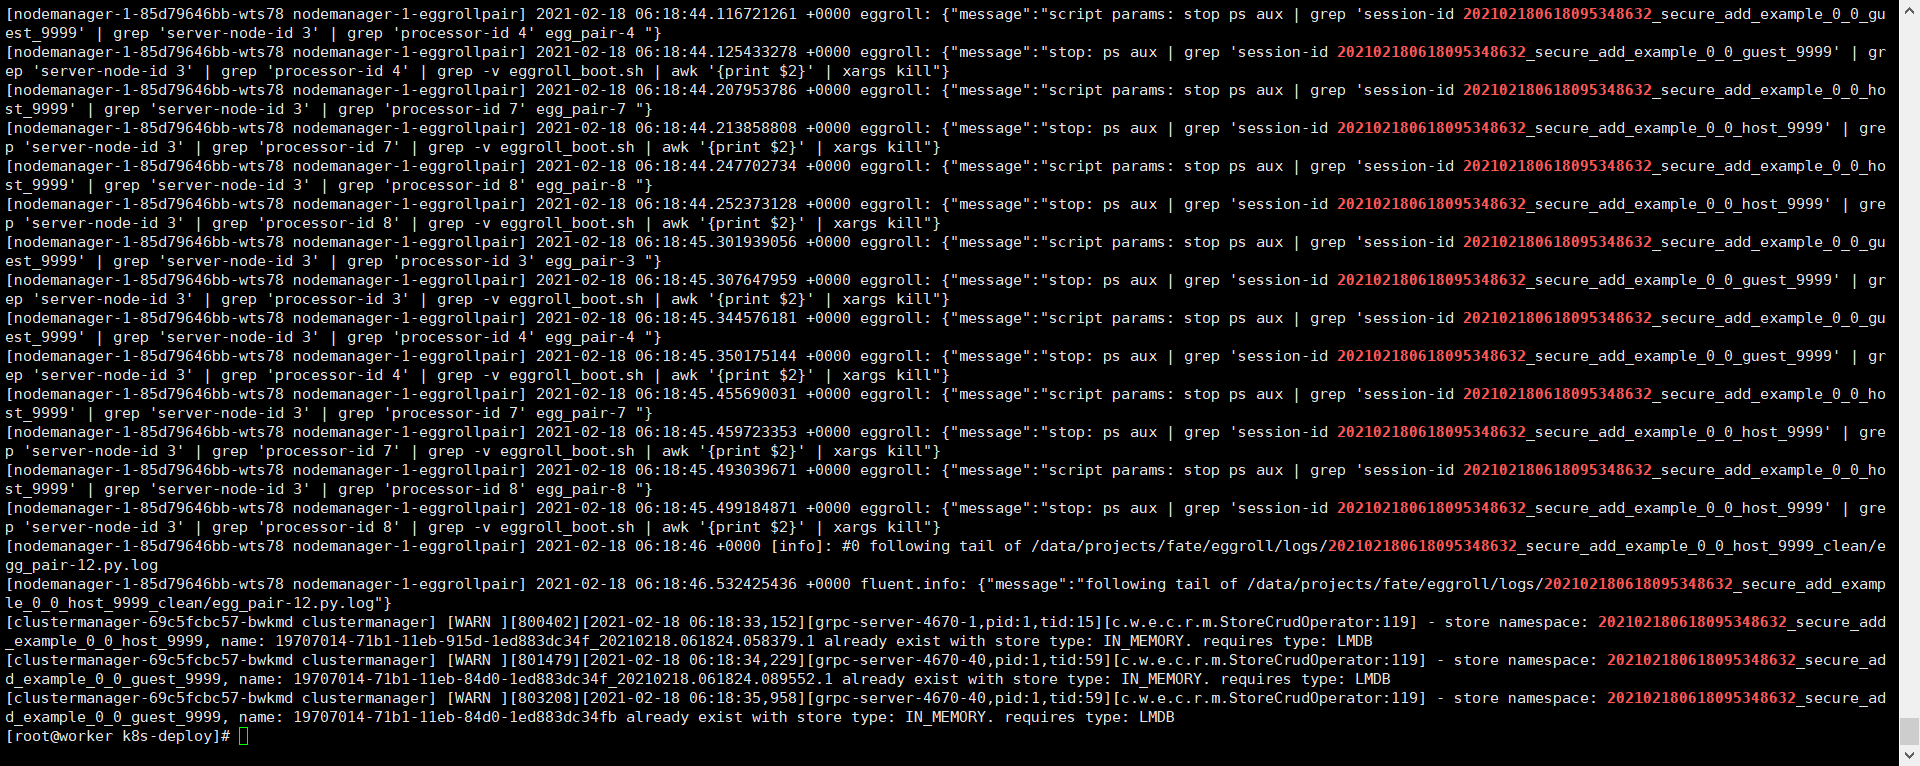 [nodemanager-1-85d79646bb-wts78 nodemanager-1-eggrollpair] 2021-02-18 06:18:44.116721261 +0000 eggroll: {"message":"script params: stop ps aux | grep 'session-id 202102180618095348632_secure_add_example_0_0_gu
est_9999' | grep 'server-node-id 3' | grep 'processor-id 4' egg_pair-4 "}
[nodemanager-1-85d79646bb-wts78 nodemanager-1-eggrollpair] 2021-02-18 06:18:44.125433278 +0000 eggroll: {"message":"stop: ps aux | grep 'session-id 202102180618095348632_secure_add_example_0_0_guest_9999' | gr
ep 'server-node-id 3' | grep 'processor-id 4' | grep -v eggroll_boot.sh | awk '{print $2}' | xargs kill"}
[nodemanager-1-85d79646bb-wts78 nodemanager-1-eggrollpair] 2021-02-18 06:18:44.207953786 +0000 eggroll: {"message":"script params: stop ps aux | grep 'session-id 202102180618095348632_secure_add_example_0_0_ho
st_9999' | grep 'server-node-id 3' | grep 'processor-id 7' egg_pair-7 "}
[nodemanager-1-85d79646bb-wts78 nodemanager-1-eggrollpair] 2021-02-18 06:18:44.213858808 +0000 eggroll: {"message":"stop: ps aux | grep 'session-id 202102180618095348632_secure_add_example_0_0_host_9999' | gre
p 'server-node-id 3' | grep 'processor-id 7' | grep -v eggroll_boot.sh | awk '{print $2}' | xargs kill"}
[nodemanager-1-85d79646bb-wts78 nodemanager-1-eggrollpair] 2021-02-18 06:18:44.247702734 +0000 eggroll: {"message":"script params: stop ps aux | grep 'session-id 202102180618095348632_secure_add_example_0_0_ho
st_9999' | grep 'server-node-id 3' | grep 'processor-id 8' egg_pair-8 "}
[nodemanager-1-85d79646bb-wts78 nodemanager-1-eggrollpair] 2021-02-18 06:18:44.252373128 +0000 eggroll: {"message":"stop: ps aux | grep 'session-id 202102180618095348632_secure_add_example_0_0_host_9999' | gre
p 'server-node-id 3' | grep 'processor-id 8' | grep -v eggroll_boot.sh | awk '{print $2}' | xargs kill"}
[nodemanager-1-85d79646bb-wts78 nodemanager-1-eggrollpair] 2021-02-18 06:18:45.301939056 +0000 eggroll: {"message":"script params: stop ps aux | grep 'session-id 202102180618095348632_secure_add_example_0_0_gu
est_9999' | grep 'server-node-id 3' | grep 'processor-id 3' egg_pair-3 "}
[nodemanager-1-85d79646bb-wts78 nodemanager-1-eggrollpair] 2021-02-18 06:18:45.307647959 +0000 eggroll: {"message":"stop: ps aux | grep 'session-id 202102180618095348632_secure_add_example_0_0_guest_9999' | gr
ep 'server-node-id 3' | grep 'processor-id 3' | grep -v eggroll_boot.sh | awk '{print $2}' | xargs kill"}
[nodemanager-1-85d79646bb-wts78 nodemanager-1-eggrollpair] 2021-02-18 06:18:45.344576181 +0000 eggroll: {"message":"script params: stop ps aux | grep 'session-id 202102180618095348632_secure_add_example_0_0_gu
est_9999' | grep 'server-node-id 3' | grep 'processor-id 4' egg_pair-4 "}
[nodemanager-1-85d79646bb-wts78 nodemanager-1-eggrollpair] 2021-02-18 06:18:45.350175144 +0000 eggroll: {"message":"stop: ps aux | grep 'session-id 202102180618095348632_secure_add_example_0_0_guest_9999' | gr
ep 'server-node-id 3' | grep 'processor-id 4' | grep -v eggroll_boot.sh | awk '{print $2}' | xargs kill"}
[nodemanager-1-85d79646bb-wts78 nodemanager-1-eggrollpair] 2021-02-18 06:18:45.455690031 +0000 eggroll: {"message":"script params: stop ps aux | grep 'session-id 202102180618095348632_secure_add_example_0_0_ho
st_9999' | grep 'server-node-id 3' | grep 'processor-id 7' egg_pair-7 "}
[nodemanager-1-85d79646bb-wts78 nodemanager-1-eggrollpair] 2021-02-18 06:18:45.459723353 +0000 eggroll: {"message":"stop: ps aux | grep 'session-id 202102180618095348632_secure_add_example_0_0_host_9999' | gre
p 'server-node-id 3' | grep 'processor-id 7' | grep -v eggroll_boot.sh | awk '{print $2}' | xargs kill"}
[nodemanager-1-85d79646bb-wts78 nodemanager-1-eggrollpair] 2021-02-18 06:18:45.493039671 +0000 eggroll: {"message":"script params: stop ps aux | grep 'session-id 202102180618095348632_secure_add_example_0_0_ho
st_9999' | grep 'server-node-id 3' | grep 'processor-id 8' egg_pair-8 "}
[nodemanager-1-85d79646bb-wts78 nodemanager-1-eggrollpair] 2021-02-18 06:18:45.499184871 +0000 eggroll: {"message":"stop: ps aux | grep 'session-id 202102180618095348632_secure_add_example_0_0_host_9999' | gre
p 'server-node-id 3' | grep 'processor-id 8' | grep -v eggroll_boot.sh | awk '{print $2}' | xargs kill"}
[nodemanager-1-85d79646bb-wts78 nodemanager-1-eggrollpair] 2021-02-18 06:18:46 +0000 [info]: #0 following tail of /data/projects/fate/eggroll/logs/202102180618095348632_secure_add_example_0_0_host_9999_clean/e
gg_pair-12.py.log
[nodemanager-1-85d79646bb-wts78 nodemanager-1-eggrollpair] 2021-02-18 06:18:46.532425436 +0000 fluent.info: {"message":"following tail of /data/projects/fate/eggroll/logs/202102180618095348632_secure_add_examp
le_0_0_host_9999_clean/egg_pair-12.py.log"}
[clustermanager-69c5fcbc57-bwkmd clustermanager] [WARN ][800402][2021-02-18 06:18:33,152][grpc-server-4670-1,pid:1,tid:15][c.w.e.c.r.m.StoreCrudOperator:119] - store namespace: 202102180618095348632_secure_add
_example_0_0_host_9999, name: 19707014-71b1-11eb-915d-1ed883dc34f_20210218.061824.058379.1 already exist with store type: IN_MEMORY. requires type: LMDB
[clustermanager-69c5fcbc57-bwkmd clustermanager] [WARN ][801479][2021-02-18 06:18:34,229][grpc-server-4670-40,pid:1,tid:59][c.w.e.c.r.m.StoreCrudOperator:119] - store namespace: 202102180618095348632_secure_ad
d_example_0_0_guest_9999, name: 19707014-71b1-11eb-84d0-1ed883dc34f_20210218.061824.089552.1 already exist with store type: IN_MEMORY. requires type: LMDB
[clustermanager-69c5fcbc57-bwkmd clustermanager] [WARN ][803208][2021-02-18 06:18:35,958][grpc-server-4670-40,pid:1,tid:59][c.w.e.c.r.m.StoreCrudOperator:119] - store namespace: 202102180618095348632_secure_ad
d_example_0_0_guest_9999, name: 19707014-71b1-11eb-84d0-1ed883dc34fb already exist with store type: IN_MEMORY. requires type: LMDB
[root@worker k8s-deploy]#